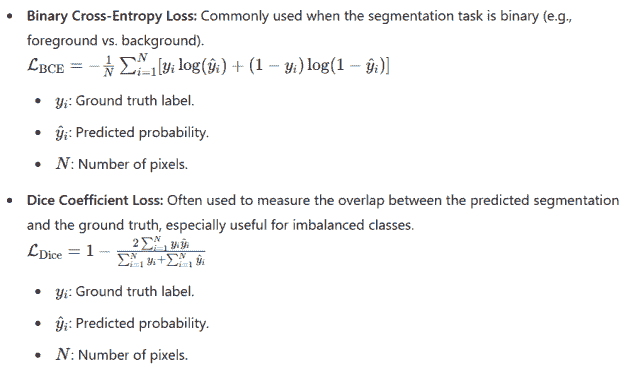 • Binary Cross-Entropy Loss: Commonly used when the segmentation task is binary (e.g.,
foreground vs. background).
ℒ_BCE = −\frac{1}{N} ∑_{i=1}^{N} [y_i log(ŷ_i) + (1 − y_i) log(1 − ŷ_i)]
• y_i: Ground truth label.
• ŷ_i: Predicted probability.
• N: Number of pixels.
• Dice Coefficient Loss: Often used to measure the overlap between the predicted segmentation
and the ground truth, especially useful for imbalanced classes.
ℒ_Dice = 1 − \frac{2 ∑_{i=1}^{N} y_i ŷ_i}{∑_{i=1}^{N} y_i + ∑_{i=1}^{N} ŷ_i}
• y_i: Ground truth label.
• ŷ_i: Predicted probability.
• N: Number of pixels.